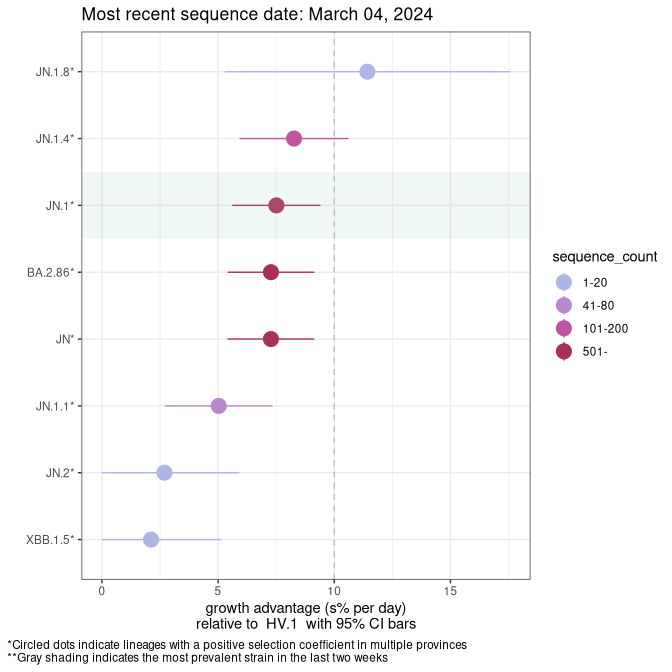 Most recent sequence date: March 04, 2024
JN.1.8*
JN.1.4*
JN.1*
BA.2.86*
JN*
JN.1.1*
JN.2*
XBB.1.5*
0 5 10 15
growth advantage (s% per day)
relative to HV.1 with 95% CI bars
sequence_count
1-20
41-80
101-200
501-
*Circled dots indicate lineages with a positive selection coefficient in multiple provinces
**Gray shading indicates the most prevalent strain in the last two weeks